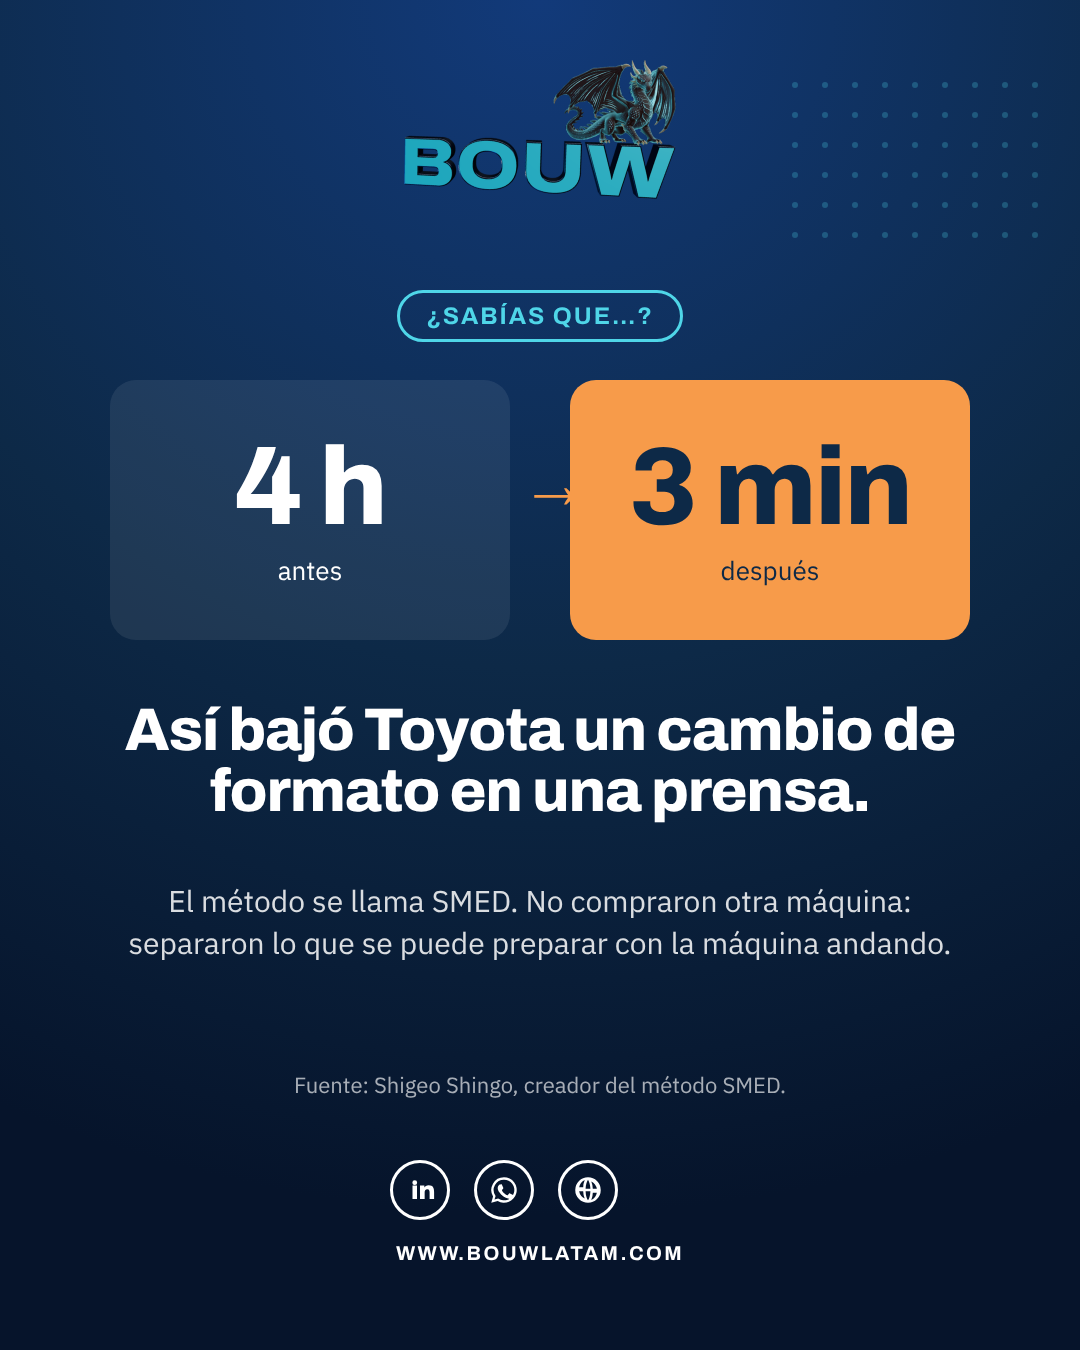 BOUW
¿SABÍAS QUE...?
4 h
antes
→
3 min
después
Así bajó Toyota un cambio de
formato en una prensa.
El método se llama SMED. No compraron otra máquina:
separaron lo que se puede preparar con la máquina andando.
Fuente: Shigeo Shingo, creador del método SMED.
in
WWW.BOUWLATAM.COM